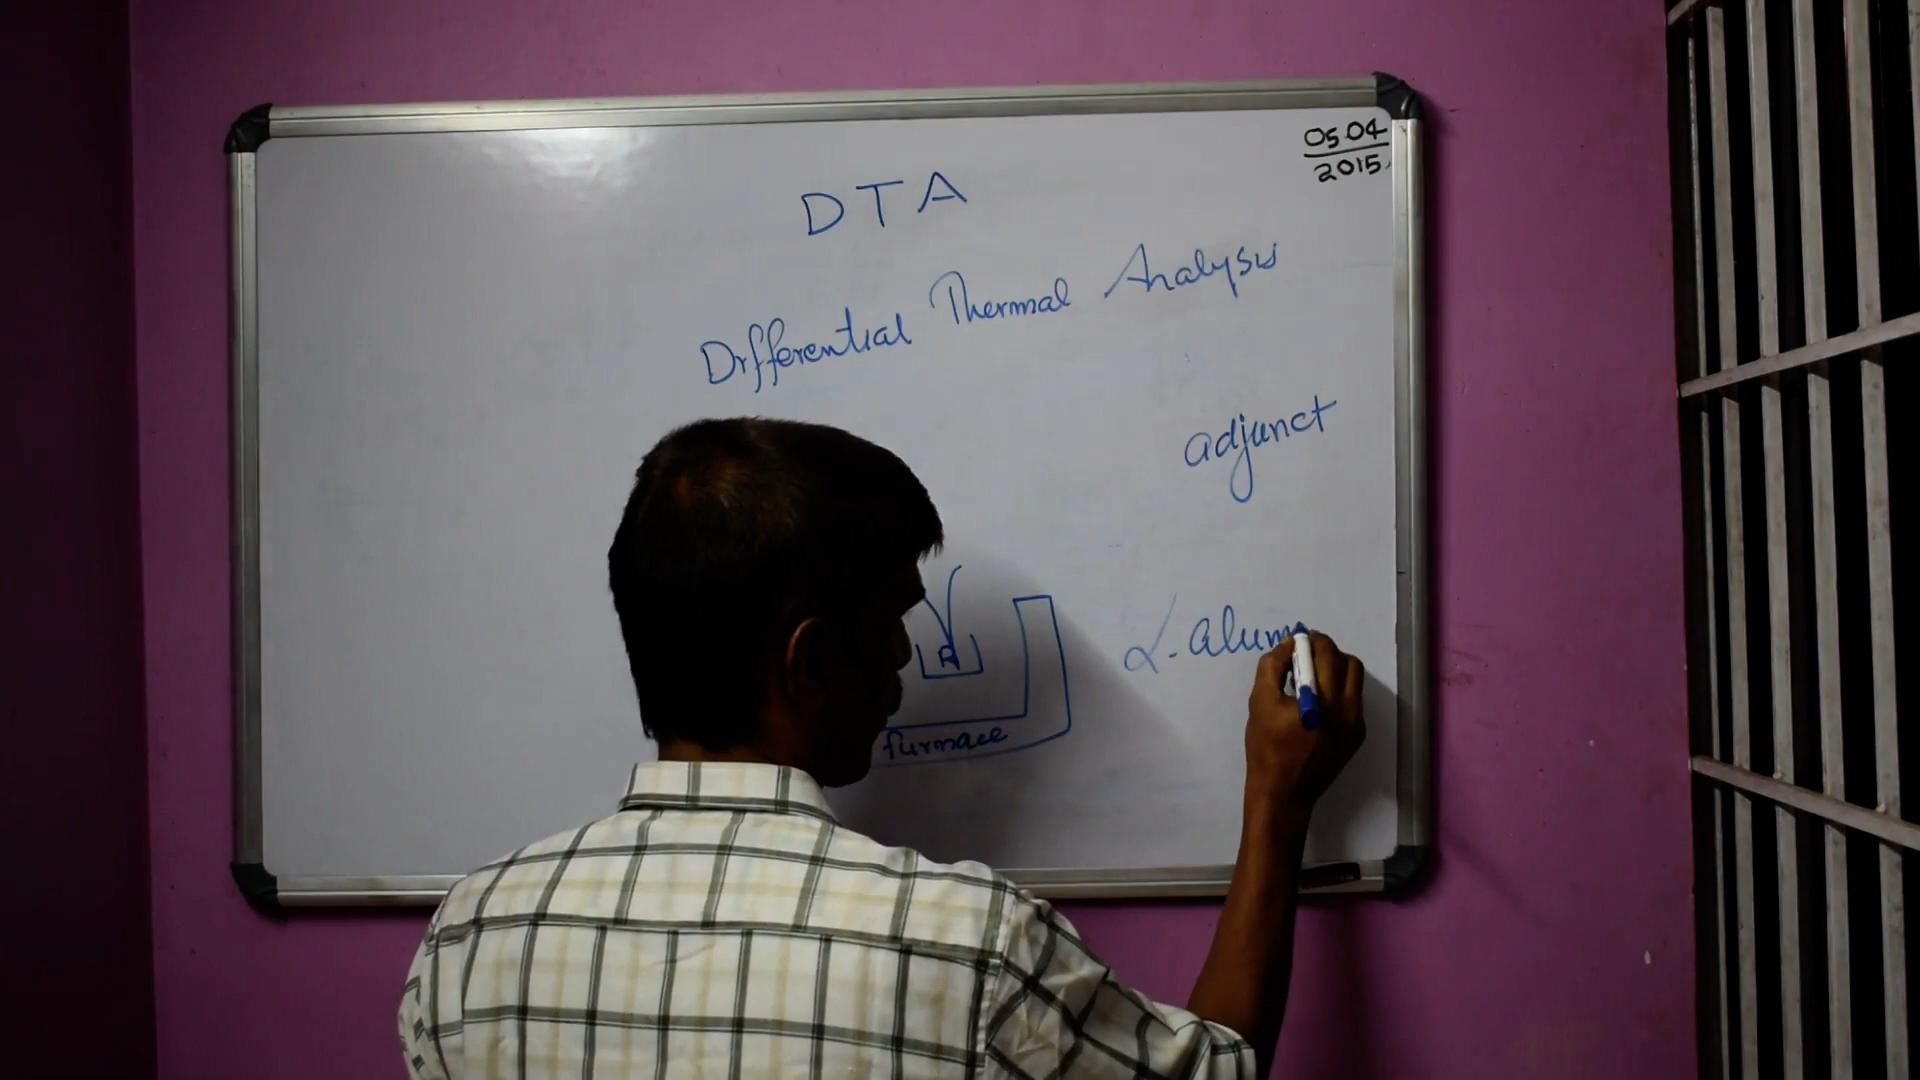 05.04
2015
DTA
Differential Thermal Analysis
adjunct
R
α-alum
furnace